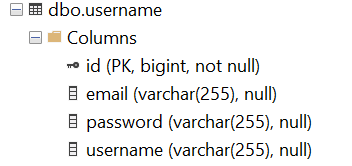 dbo.username
Columns
id (PK, bigint, not null)
email (varchar(255), null)
password (varchar(255), null)
username (varchar(255), null)